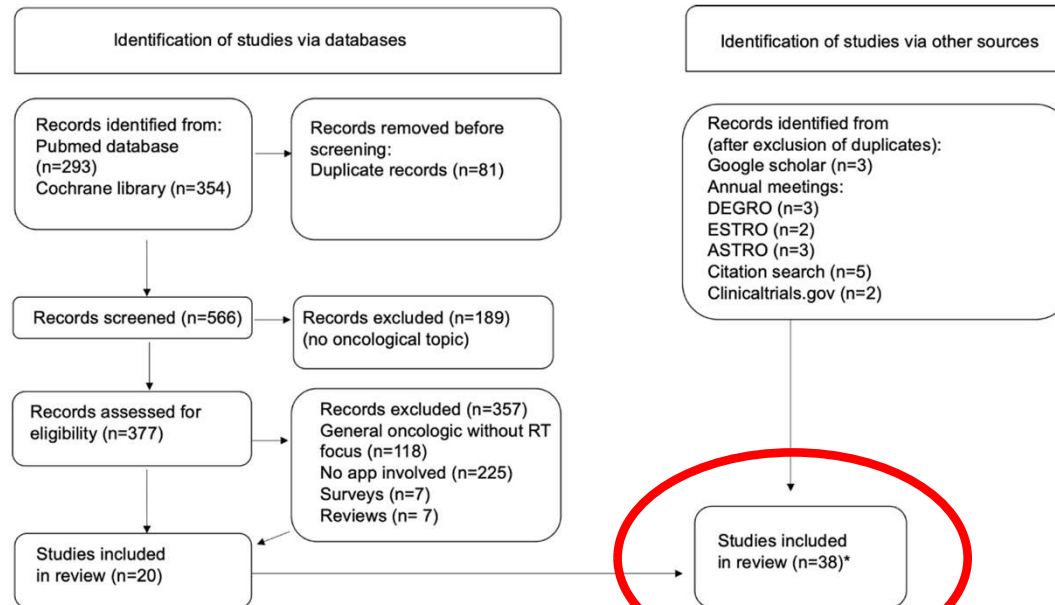 Identification of studies via databases
Identification of studies via other sources
Records identified from:
Pubmed database
(n=293)
Cochrane library (n=354)
Records removed before
screening:
Duplicate records (n=81)
Records identified from
(after exclusion of duplicates):
Google scholar (n=3)
Annual meetings:
DEGRO (n=3)
ESTRO (n=2)
ASTRO (n=3)
Citation search (n=5)
Clinicaltrials.gov (n=2)
Records screened (n=566)
Records excluded (n=189)
(no oncological topic)
Records assessed for
eligibility (n=377)
Records excluded (n=357)
General oncologic without RT
focus (n=118)
No app involved (n=225)
Surveys (n=7)
Reviews (n= 7)
Studies included
in review (n=20)
Studies included
in review (n=38)*